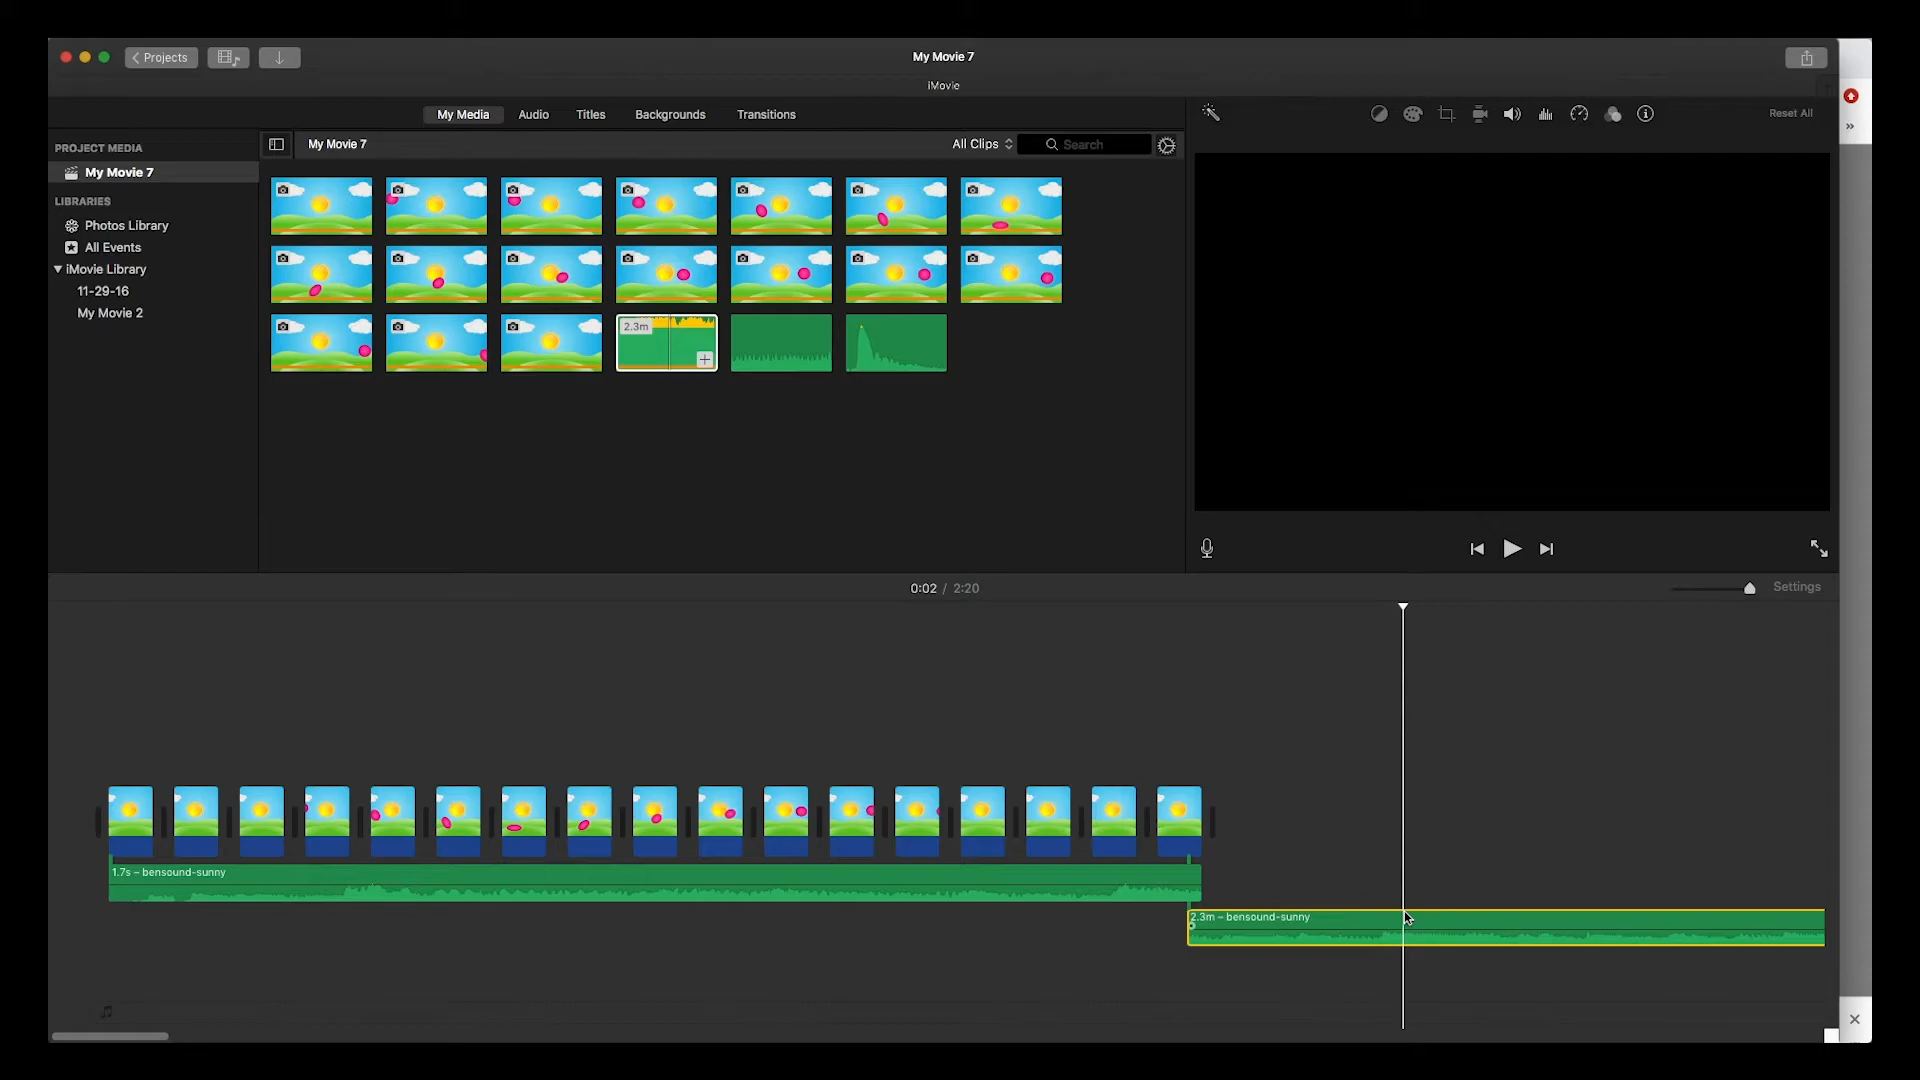 Projects
My Movie 7
iMovie
My Media
Audio
Titles
Backgrounds
Transitions
Reset All
PROJECT MEDIA
My Movie 7
LIBRARIES
Photos Library
All Events
iMovie Library
11-29-16
My Movie 2
My Movie 7
All Clips
Search
2.3m
0:02 / 2:20
Settings
1.7s – bensound-sunny
2.3m – bensound-sunny